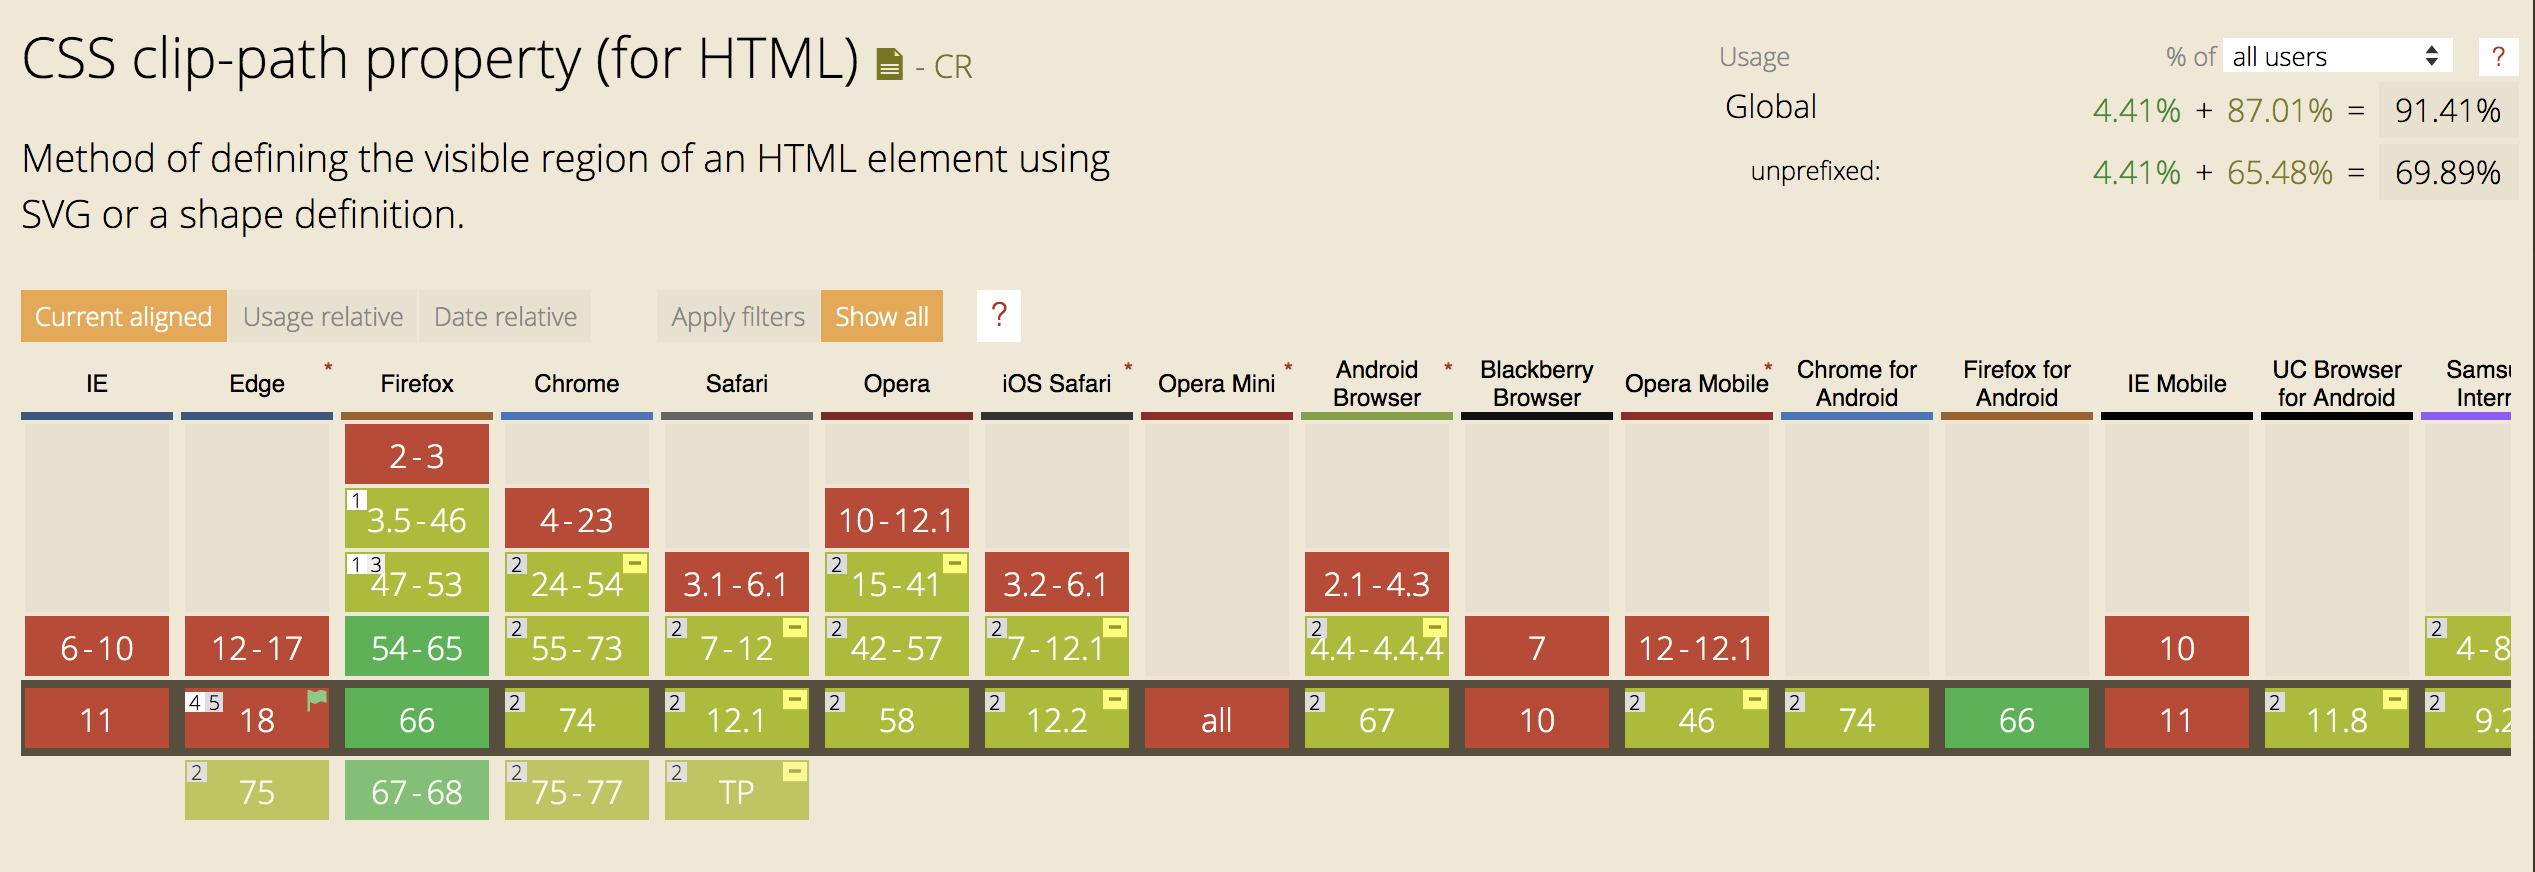 CSS clip-path property (for HTML) - CR
Usage % of all users ?
Global 4.41% + 87.01% = 91.41%
unprefixed: 4.41% + 65.48% = 69.89%
Method of defining the visible region of an HTML element using
SVG or a shape definition.
Current aligned Usage relative Date relative Apply filters Show all ?
IE Edge * Firefox Chrome Safari Opera iOS Safari * Opera Mini * Android Browser * Blackberry Browser Opera Mobile * Chrome for Android Firefox for Android IE Mobile UC Browser for Android
2-3
1 3.5-46 4-23 10-12.1
1 3 47-53 2 24-54 - 3.1-6.1 2 15-41 - 3.2-6.1 2.1-4.3
6-10 12-17 54-65 2 55-73 2 7-12 - 2 42-57 2 7-12.1 - 2 4.4-4.4.4 - 7 12-12.1 10 2 4-8
11 4 5 18 66 2 74 2 12.1 - 2 58 2 12.2 - all 2 67 10 2 46 - 2 74 66 11 2 11.8 - 2 9.2
2 75 67-68 2 75-77 2 TP -